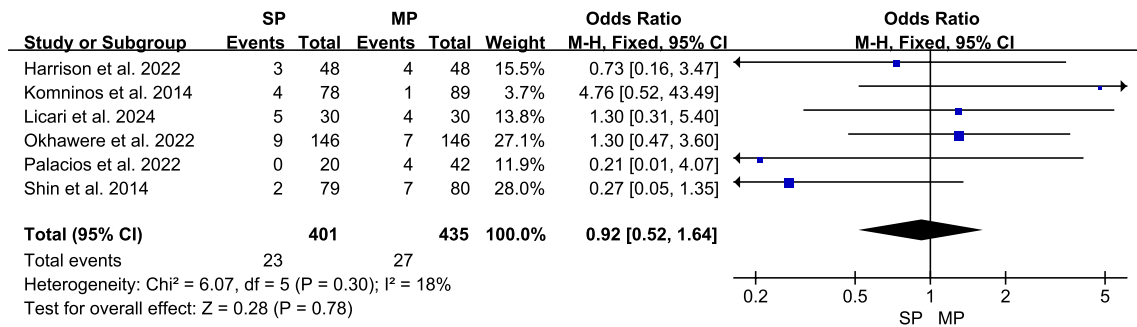 SP MP Odds Ratio Odds Ratio
Study or Subgroup Events Total Events Total Weight M-H, Fixed, 95% CI M-H, Fixed, 95% CI
Harrison et al. 2022 3 48 4 48 15.5% 0.73 [0.16, 3.47]
Komninos et al. 2014 4 78 1 89 3.7% 4.76 [0.52, 43.49]
Licari et al. 2024 5 30 4 30 13.8% 1.30 [0.31, 5.40]
Okhawere et al. 2022 9 146 7 146 27.1% 1.30 [0.47, 3.60]
Palacios et al. 2022 0 20 4 42 11.9% 0.21 [0.01, 4.07]
Shin et al. 2014 2 79 7 80 28.0% 0.27 [0.05, 1.35]
Total (95% CI) 401 435 100.0% 0.92 [0.52, 1.64]
Total events 23 27
Heterogeneity: Chi² = 6.07, df = 5 (P = 0.30); I² = 18%
Test for overall effect: Z = 0.28 (P = 0.78)
0.2 0.5 1 2 5
SP MP